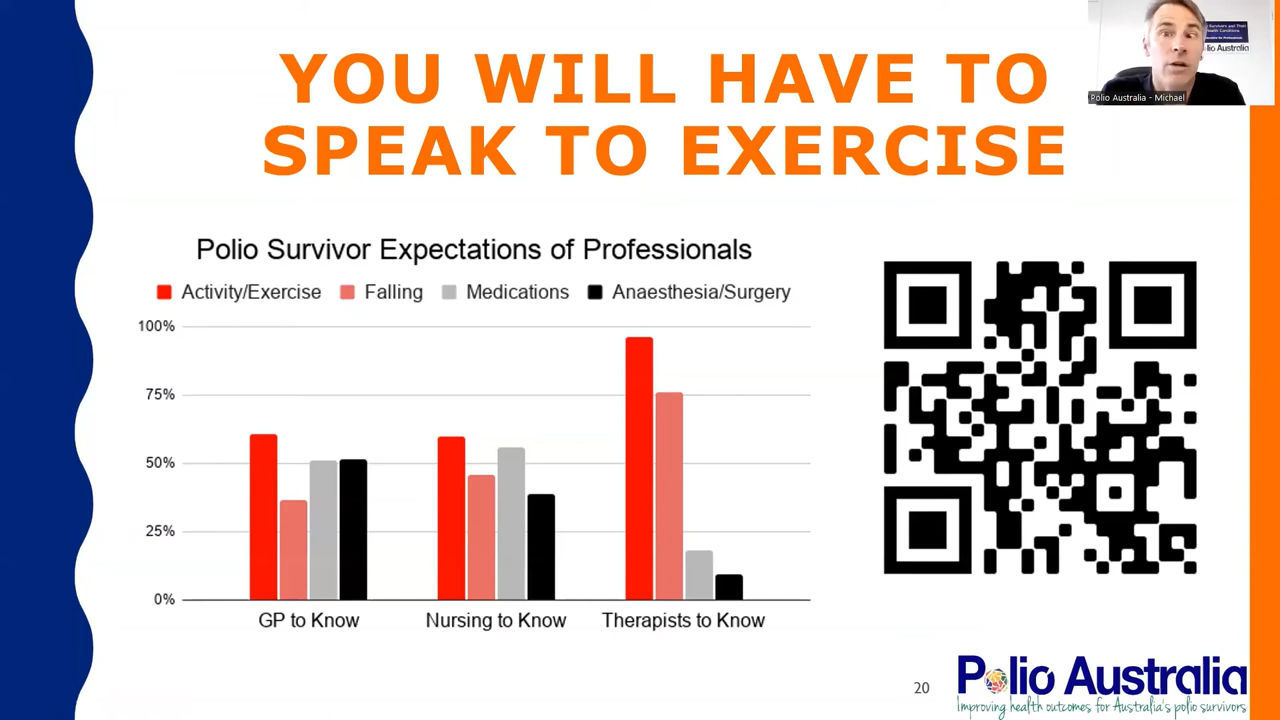 YOU WILL HAVE TO
SPEAK TO EXERCISE
Polio Australia
Polio Australia - Michael
Polio Survivor Expectations of Professionals
Activity/Exercise Falling Medications Anaesthesia/Surgery
100%
75%
50%
25%
0%
GP to Know Nursing to Know Therapists to Know
20
Polio Australia
Improving health outcomes for Australia's polio survivors